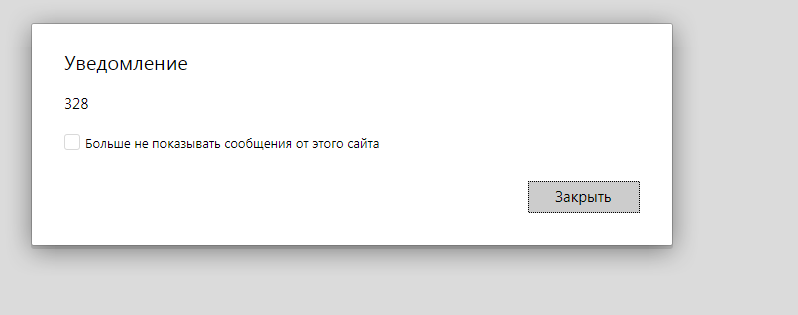 Уведомление
328
Больше не показывать сообщения от этого сайта
Закрыть